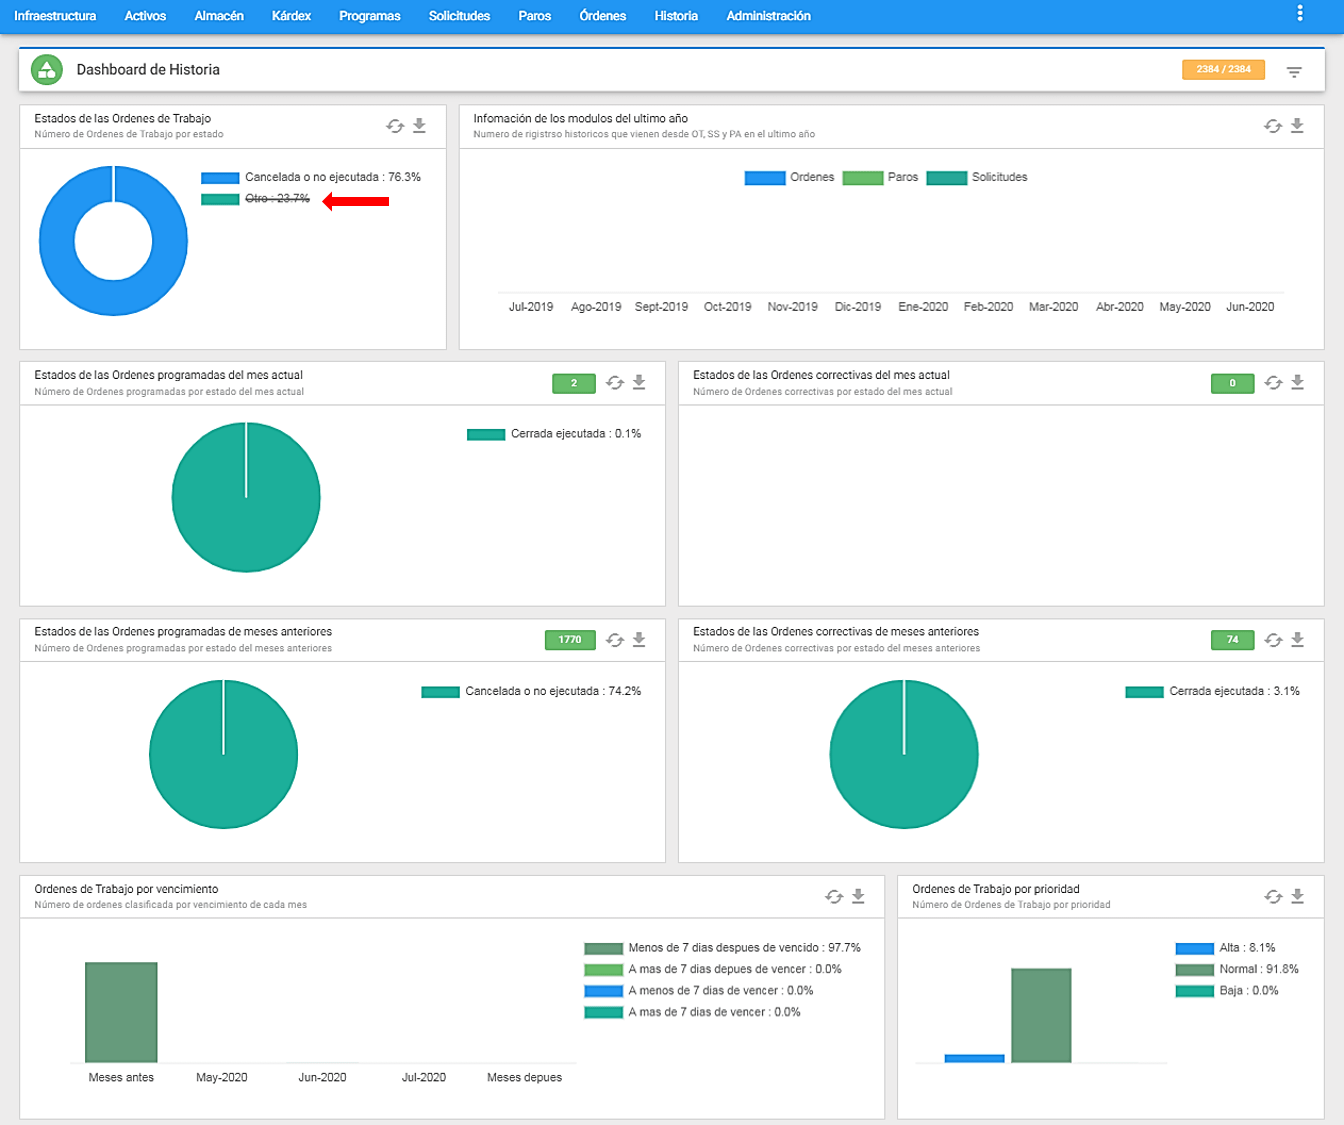 Infraestructura Activos Almacén Kárdex Programas Solicitudes Paros Órdenes Historia Administración
Dashboard de Historia
2384 / 2384
Estados de las Ordenes de Trabajo
Número de Ordenes de Trabajo por estado
Cancelada o no ejecutada : 76.3%
Otro : 23.7%
Infomación de los modulos del ultimo año
Numero de rigistrso historicos que vienen desde OT, SS y PA en el ultimo año
Ordenes Paros Solicitudes
Jul-2019 Ago-2019 Sept-2019 Oct-2019 Nov-2019 Dic-2019 Ene-2020 Feb-2020 Mar-2020 Abr-2020 May-2020 Jun-2020
Estados de las Ordenes programadas del mes actual
Número de Ordenes programadas por estado del mes actual
2
Cerrada ejecutada : 0.1%
Estados de las Ordenes correctivas del mes actual
Número de Ordenes correctivas por estado del mes actual
0
Estados de las Ordenes programadas de meses anteriores
Número de Ordenes programadas por estado del meses anteriores
1770
Cancelada o no ejecutada : 74.2%
Estados de las Ordenes correctivas de meses anteriores
Número de Ordenes correctivas por estado del meses anteriores
74
Cerrada ejecutada : 3.1%
Ordenes de Trabajo por vencimiento
Número de ordenes clasificada por vencimiento de cada mes
Menos de 7 dias despues de vencido : 97.7%
A mas de 7 dias depues de vencer : 0.0%
A menos de 7 dias de vencer : 0.0%
A mas de 7 dias de vencer : 0.0%
Meses antes May-2020 Jun-2020 Jul-2020 Meses depues
Ordenes de Trabajo por prioridad
Número de Ordenes de Trabajo por prioridad
Alta : 8.1%
Normal : 91.8%
Baja : 0.0%